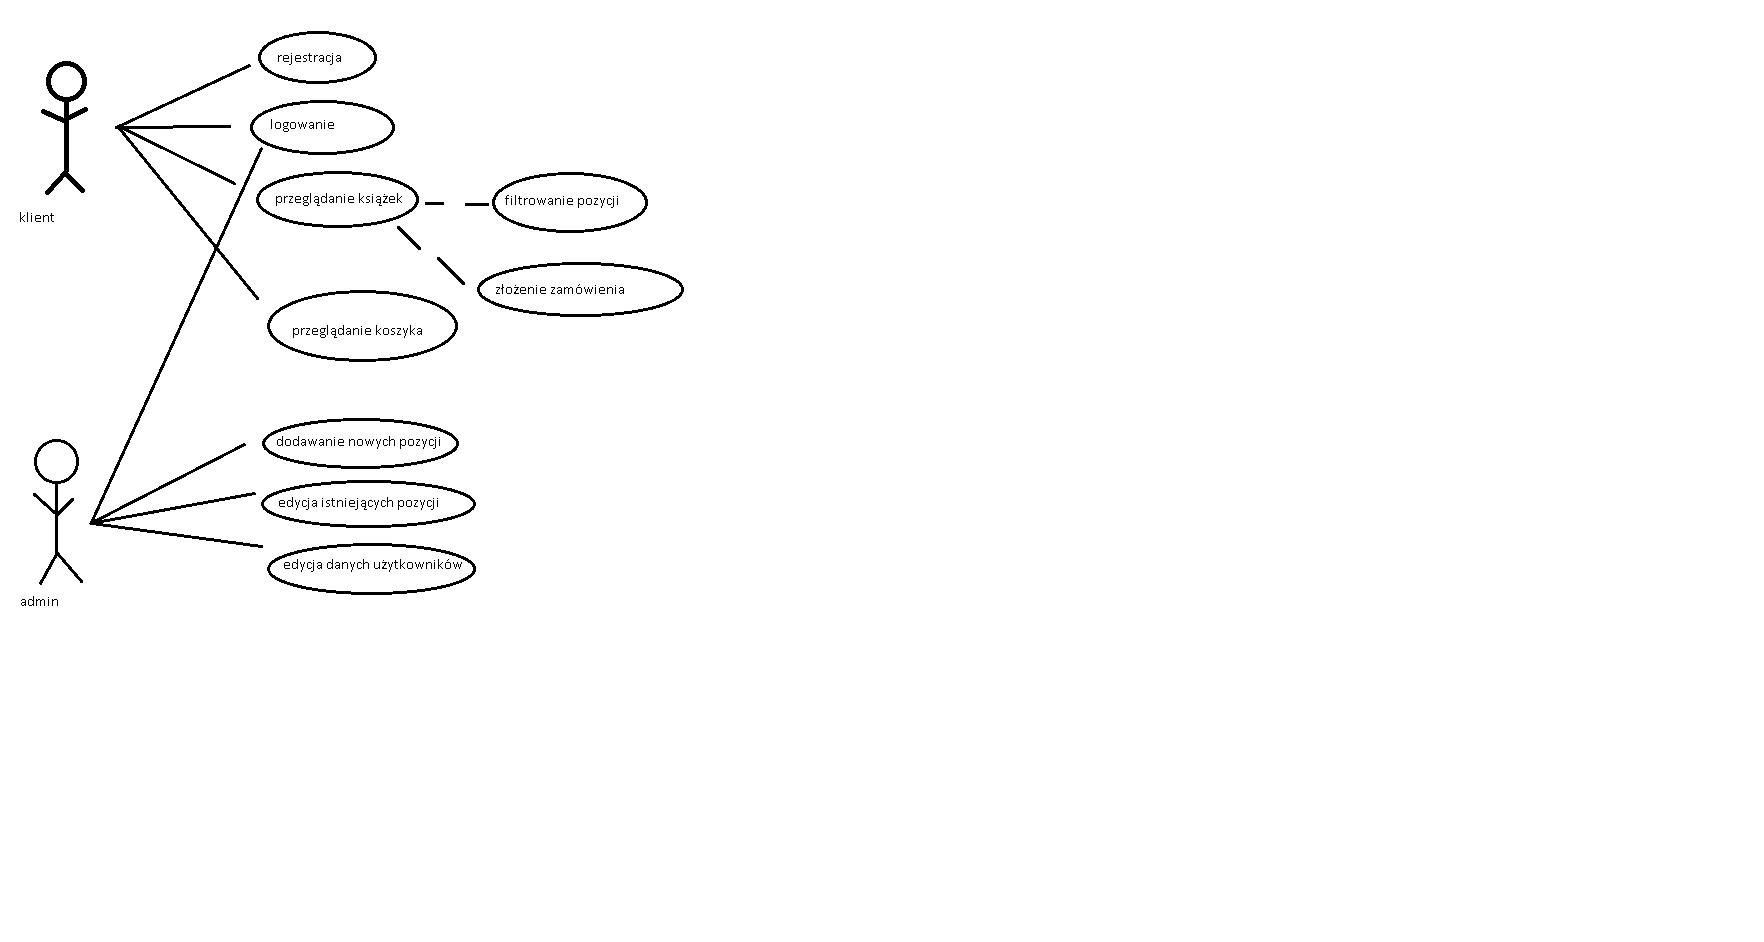 rejestracja
logowanie
przeglądanie książek
filtrowanie pozycji
klient
złożenie zamówienia
przeglądanie koszyka
dodawanie nowych pozycji
edycja istniejących pozycji
edycja danych użytkowników
admin